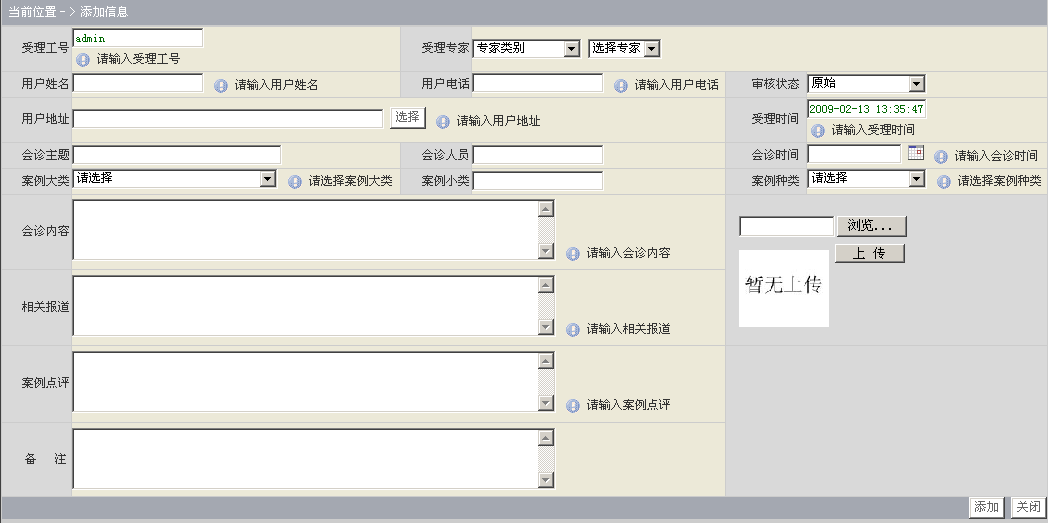 当前位置 - > 添加信息
受理工号 admin 受理专家 专家类别 选择专家
请输入受理工号
用户姓名 请输入用户姓名 用户电话 请输入用户电话 审核状态 原始
用户地址 选择 请输入用户地址 受理时间 2009-02-13 13:35:47
请输入受理时间
会诊主题 会诊人员 会诊时间 请输入会诊时间
案例大类 请选择 请选择案例大类 案例小类 案例种类 请选择 请选择案例种类
会诊内容 请输入会诊内容 浏览...
上 传
暂无上传
相关报道 请输入相关报道
案例点评 请输入案例点评
备 注
添加 关闭